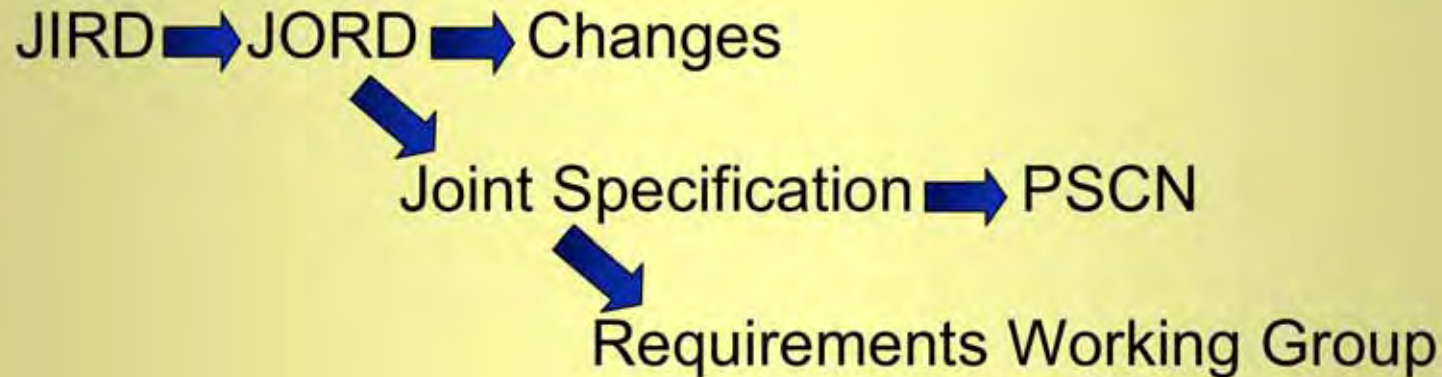 JIRD JORD Changes
Joint Specification PSCN
Requirements Working Group